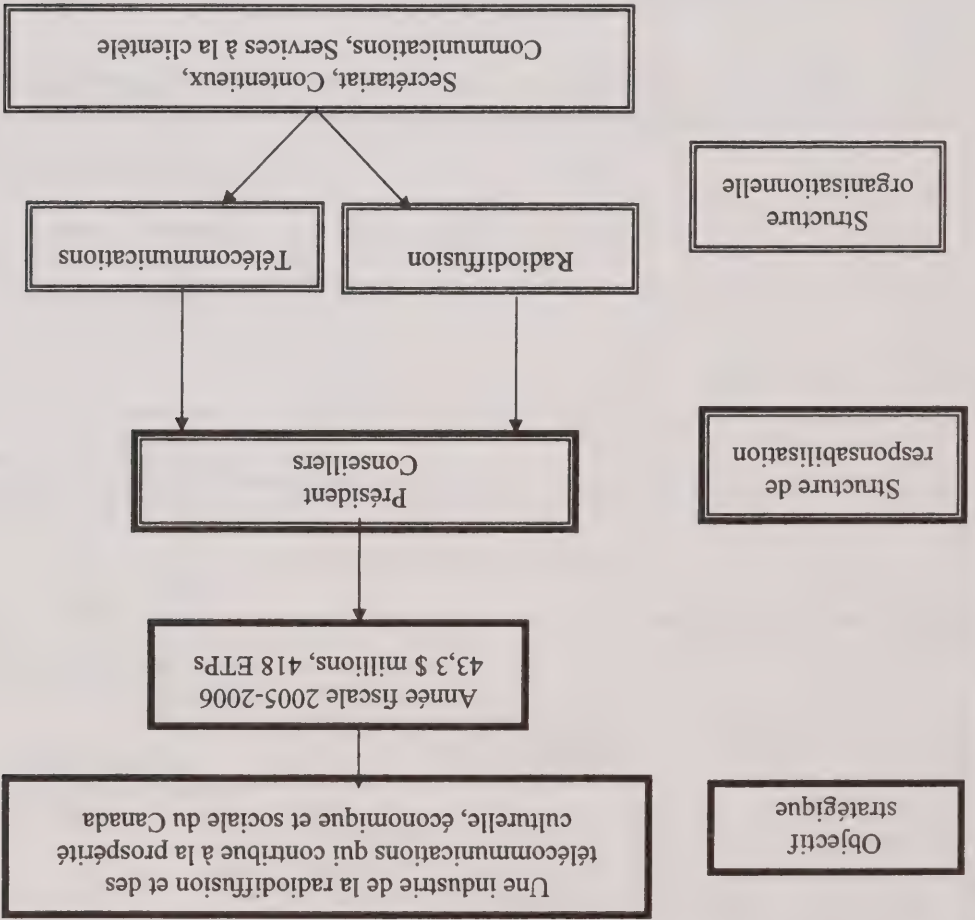 Objectif
stratégique
Une industrie de la radiodiffusion et des
télécommunications qui contribue à la prospérité
culturelle, économique et sociale du Canada
Année fiscale 2005-2006
43,3 $ millions, 418 ETPs
Structure de
responsabilisation
Président
Conseillers
Structure
organisationnelle
Radiodiffusion
Télécommunications
Secrétariat, Contentieux,
Communications, Services à la clientèle